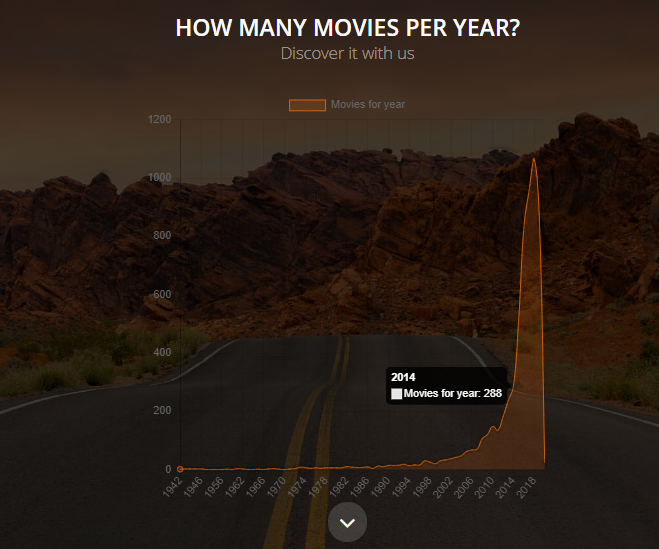 HOW MANY MOVIES PER YEAR?
Discover it with us
Movies for year
1200
1000
800
600
400
200
0
2014
Movies for year: 288
1942 1946 1950 1956 1962 1966 1970 1974 1978 1982 1986 1990 1994 1998 2002 2006 2010 2014 2018